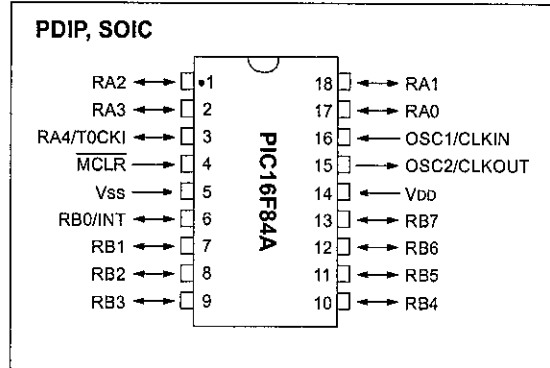 PDIP, SOIC
RA2 1 18 RA1
RA3 2 17 RA0
RA4/T0CKI 3 16 OSC1/CLKIN
MCLR 4 15 OSC2/CLKOUT
Vss 5 14 VDD
RB0/INT 6 13 RB7
RB1 7 12 RB6
RB2 8 11 RB5
RB3 9 10 RB4
PIC16F84A